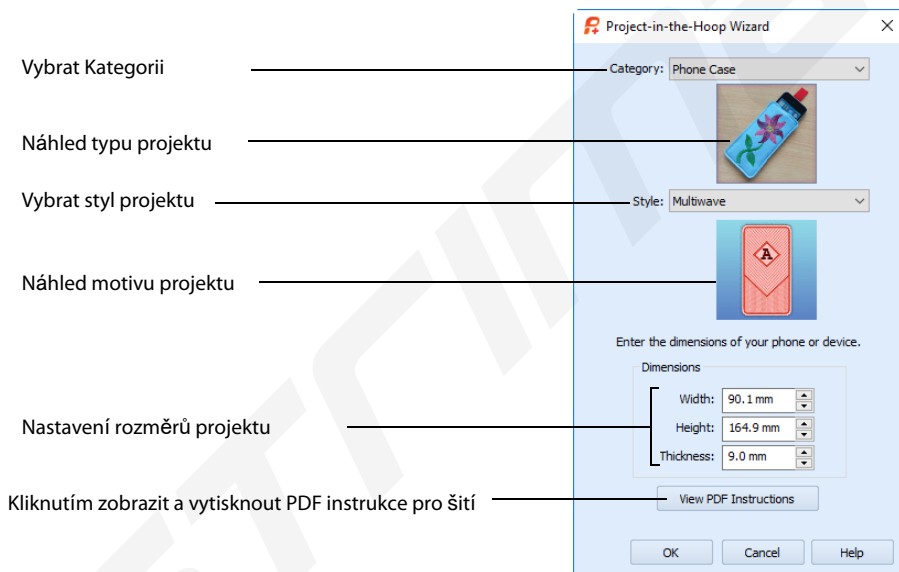 Project-in-the-Hoop Wizard
Vybrat Kategorii
Category: Phone Case
Náhled typu projektu
Vybrat styl projektu
Style: Multiwave
A
Náhled motivu projektu
Enter the dimensions of your phone or device.
Dimensions
Width: 90.1 mm
Nastavení rozměrů projektu
Height: 164.9 mm
Thickness: 9.0 mm
Kliknutím zobrazit a vytisknout PDF instrukce pro šití
View PDF Instructions
OK Cancel Help